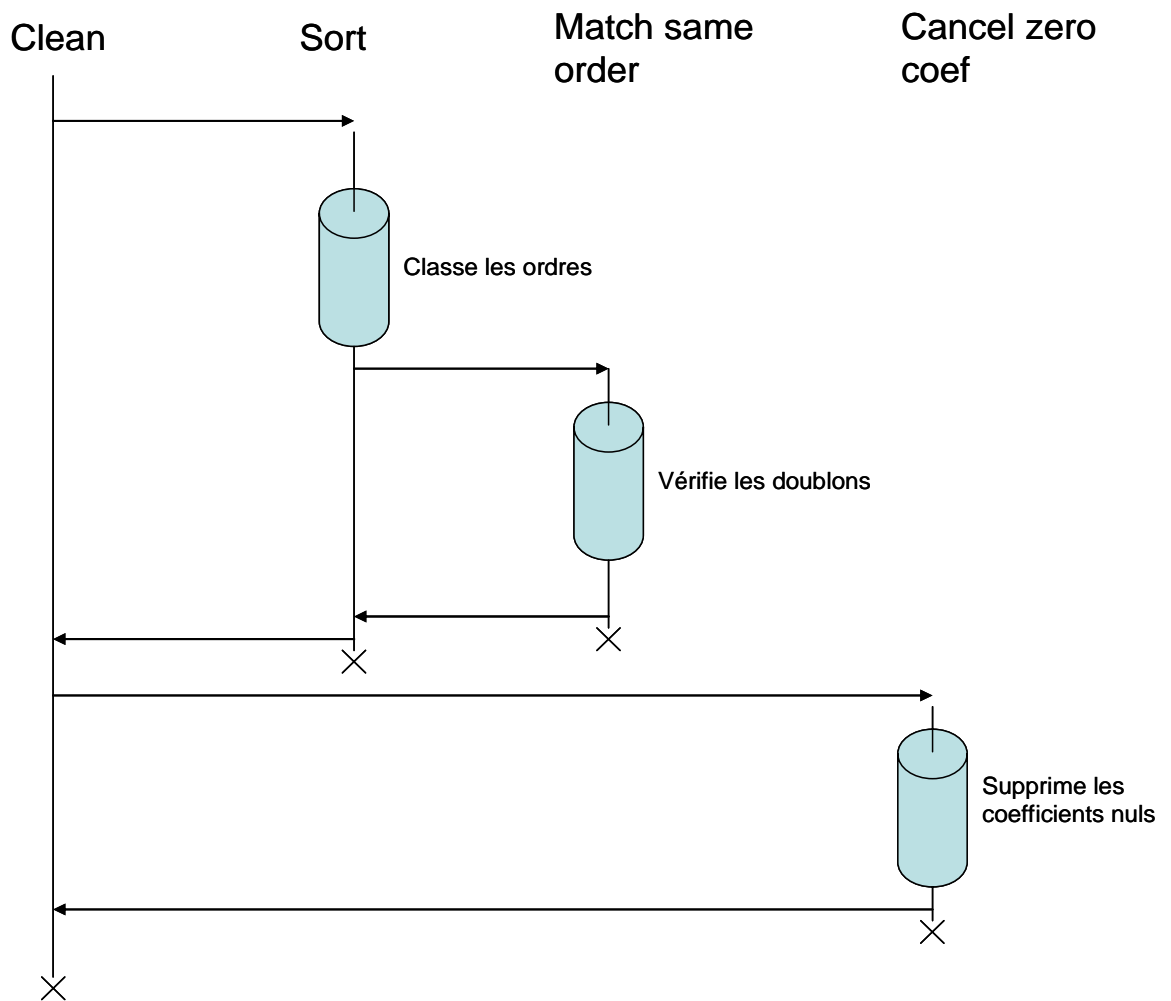 Clean
Sort
Match same
order
Cancel zero
coef
Classe les ordres
Vérifie les doublons
Supprime les
coefficients nuls